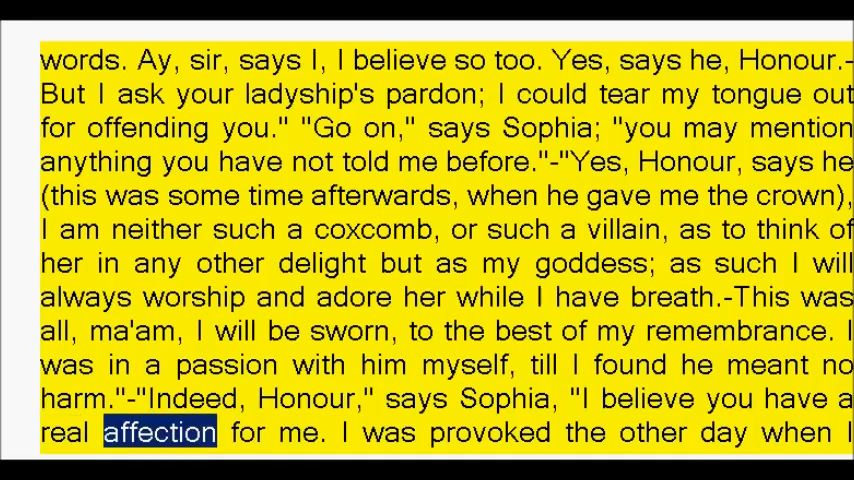 words. Ay, sir, says I, I believe so too. Yes, says he, Honour.-
But I ask your ladyship's pardon; I could tear my tongue out
for offending you." "Go on," says Sophia; "you may mention
anything you have not told me before."-"Yes, Honour, says he
(this was some time afterwards, when he gave me the crown),
I am neither such a coxcomb, or such a villain, as to think of
her in any other delight but as my goddess; as such I will
always worship and adore her while I have breath.-This was
all, ma'am, I will be sworn, to the best of my remembrance. I
was in a passion with him myself, till I found he meant no
harm."-"Indeed, Honour," says Sophia, "I believe you have a
real affection for me. I was provoked the other day when I